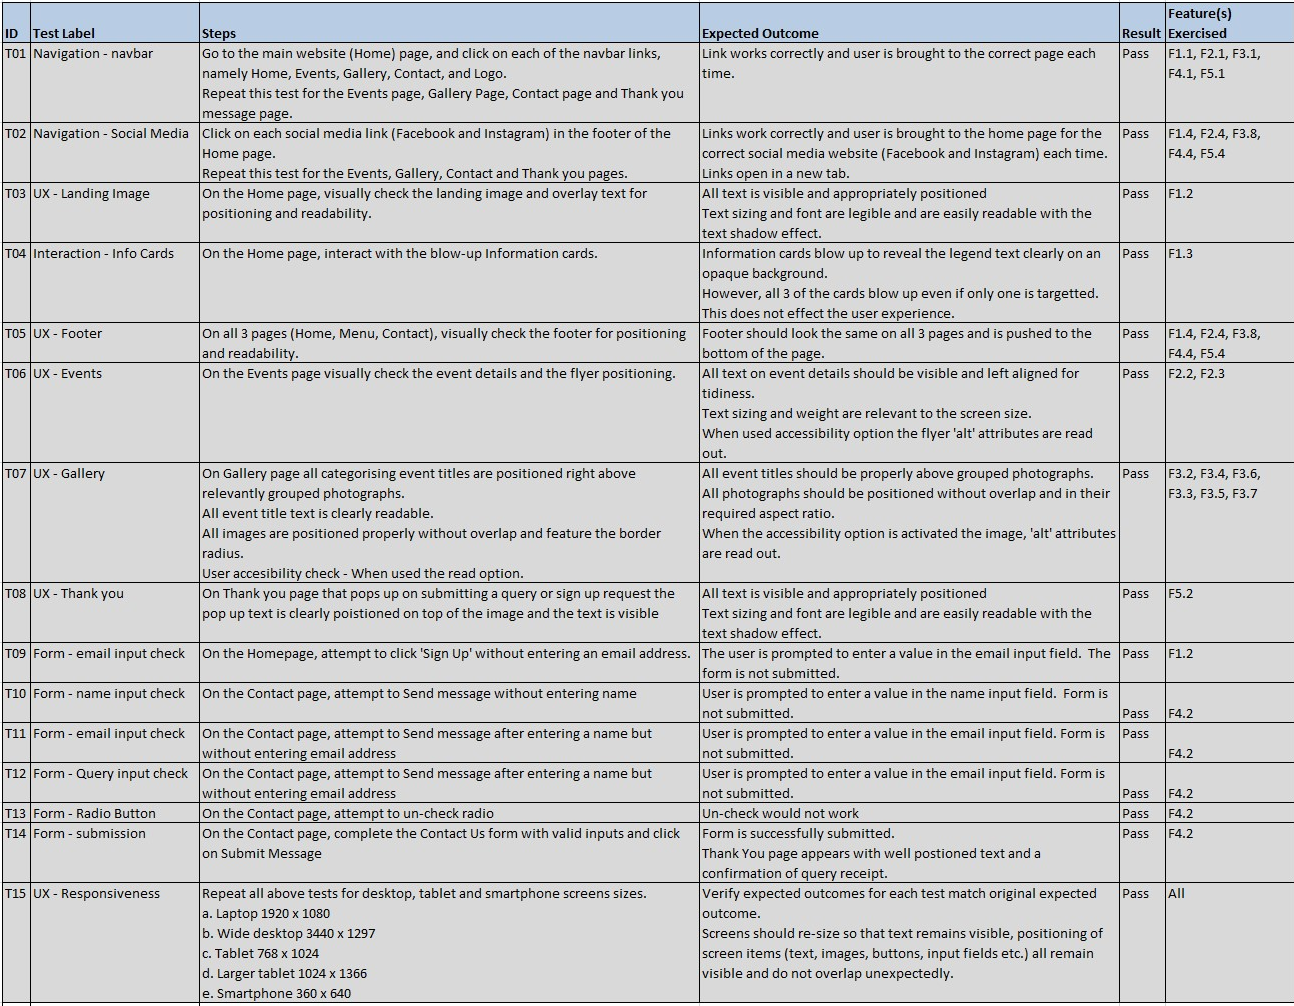 Feature(s)
ID Test Label Steps Expected Outcome Result Exercised
T01 Navigation - navbar Go to the main website (Home) page, and click on each of the navbar links, Link works correctly and user is brought to the correct page each Pass F1.1, F2.1, F3.1,
namely Home, Events, Gallery, Contact, and Logo. time. F4.1, F5.1
Repeat this test for the Events page, Gallery Page, Contact page and Thank you
message page.
T02 Navigation - Social Media Click on each social media link (Facebook and Instagram) in the footer of the Links work correctly and user is brought to the home page for the Pass F1.4, F2.4, F3.8,
Home page. correct social media website (Facebook and Instagram) each time. F4.4, F5.4
Repeat this test for the Events, Gallery, Contact and Thank you pages. Links open in a new tab.
T03 UX - Landing Image On the Home page, visually check the landing image and overlay text for All text is visible and appropriately positioned Pass F1.2
positioning and readability. Text sizing and font are legible and are easily readable with the
text shadow effect.
T04 Interaction - Info Cards On the Home page, interact with the blow-up Information cards. Information cards blow up to reveal the legend text clearly on an Pass F1.3
opaque background.
However, all 3 of the cards blow up even if only one is targetted.
This does not effect the user experience.
T05 UX - Footer On all 3 pages (Home, Menu, Contact), visually check the footer for positioning Footer should look the same on all 3 pages and is pushed to the Pass F1.4, F2.4, F3.8,
and readability. bottom of the page. F4.4, F5.4
T06 UX - Events On the Events page visually check the event details and the flyer positioning. All text on event details should be visible and left aligned for Pass F2.2, F2.3
tidiness.
Text sizing and weight are relevant to the screen size.
When used accessibility option the flyer 'alt' attributes are read
out.
T07 UX - Gallery On Gallery page all categorising event titles are positioned right above All event titles should be properly above grouped photographs. Pass F3.2, F3.4, F3.6,
relevantly grouped photographs. All photographs should be positioned without overlap and in their F3.3, F3.5, F3.7
All event title text is clearly readable. required aspect ratio.
All images are positioned properly without overlap and feature the border When the accessibility option is activated the image, 'alt' attributes
radius. are read out.
User accesibility check - When used the read option.
T08 UX - Thank you On Thank you page that pops up on submitting a query or sign up request the All text is visible and appropriately positioned Pass F5.2
pop up text is clearly poistioned on top of the image and the text is visible Text sizing and font are legible and are easily readable with the
text shadow effect.
T09 Form - email input check On the Homepage, attempt to click 'Sign Up' without entering an email address. The user is prompted to enter a value in the email input field. The Pass F1.2
form is not submitted.
T10 Form - name input check On the Contact page, attempt to Send message without entering name User is prompted to enter a value in the name input field. Form is
not submitted. Pass F4.2
T11 Form - email input check On the Contact page, attempt to Send message after entering a name but User is prompted to enter a value in the email input field. Form is Pass
without entering email address not submitted. F4.2
T12 Form - Query input check On the Contact page, attempt to Send message after entering a name but User is prompted to enter a value in the email input field. Form is
without entering email address not submitted. Pass F4.2
T13 Form - Radio Button On the Contact page, attempt to un-check radio Un-check would not work Pass F4.2
T14 Form - submission On the Contact page, complete the Contact Us form with valid inputs and click Form is successfully submitted. Pass F4.2
on Submit Message Thank You page appears with well postioned text and a
confirmation of query receipt.
T15 UX - Responsiveness Repeat all above tests for desktop, tablet and smartphone screens sizes. Verify expected outcomes for each test match original expected Pass All
a. Laptop 1920 x 1080 outcome.
b. Wide desktop 3440 x 1297 Screens should re-size so that text remains visible, positioning of
c. Tablet 768 x 1024 screen items (text, images, buttons, input fields etc.) all remain
d. Larger tablet 1024 x 1366 visible and do not overlap unexpectedly.
e. Smartphone 360 x 640